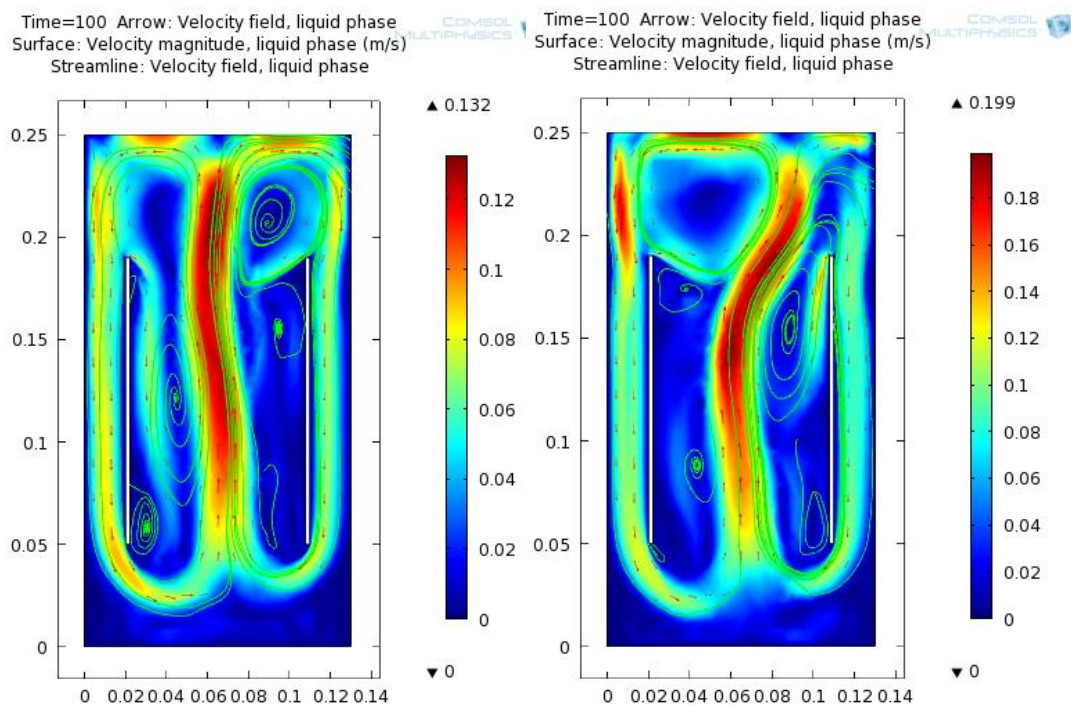 Time=100 Arrow: Velocity field, liquid phase
Surface: Velocity magnitude, liquid phase (m/s)
Streamline: Velocity field, liquid phase
COMSOL
MULTIPHYSICS
▲ 0.132
0.25
0.2
0.15
0.1
0.05
0
0.12
0.1
0.08
0.06
0.04
0.02
0
▼ 0
0 0.02 0.04 0.06 0.08 0.1 0.12 0.14
Time=100 Arrow: Velocity field, liquid phase
Surface: Velocity magnitude, liquid phase (m/s)
Streamline: Velocity field, liquid phase
COMSOL
MULTIPHYSICS
▲ 0.199
0.25
0.2
0.15
0.1
0.05
0
0.18
0.16
0.14
0.12
0.1
0.08
0.06
0.04
0.02
0
▼ 0
0 0.02 0.04 0.06 0.08 0.1 0.12 0.14